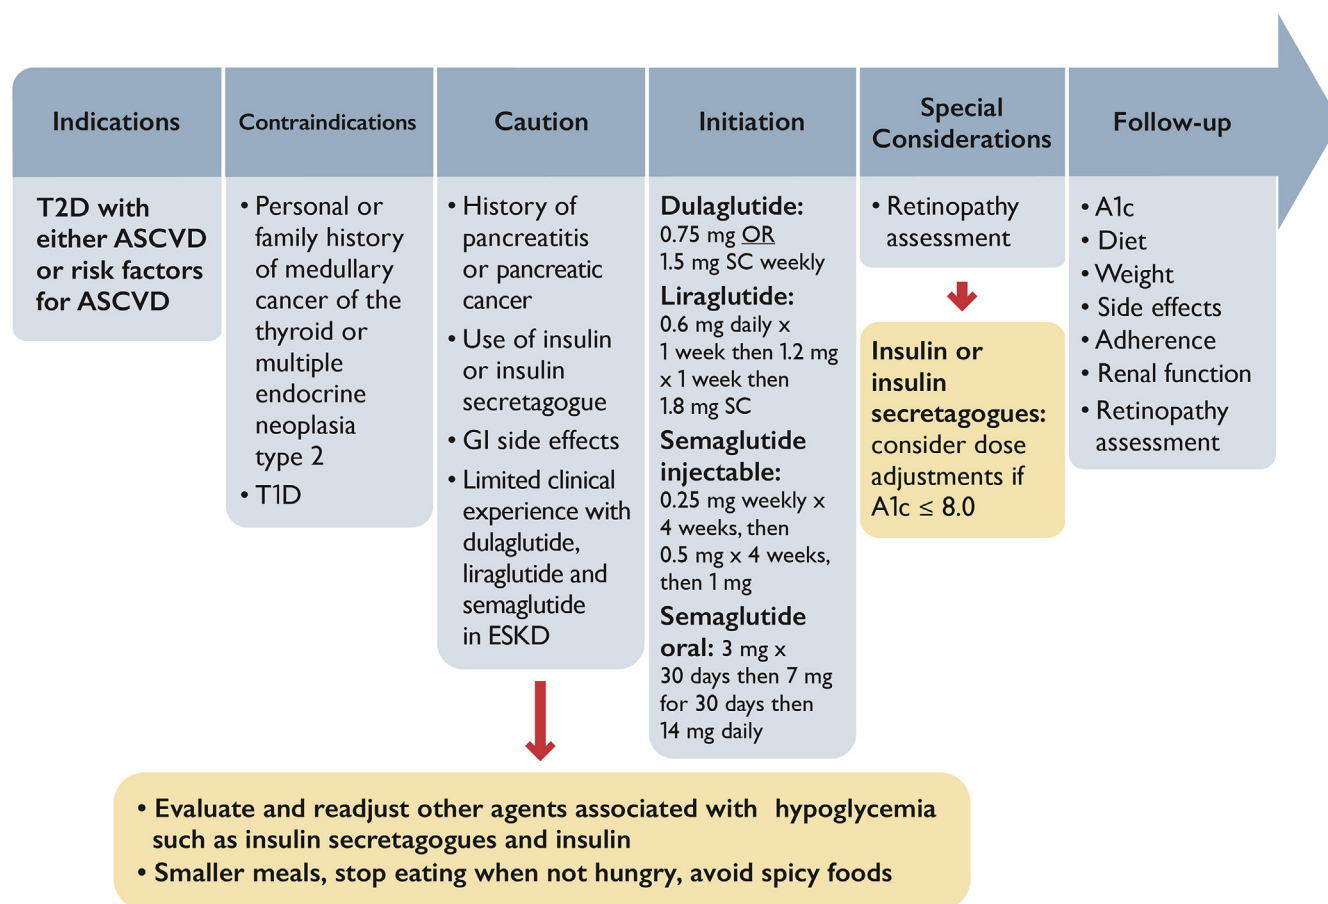 Indications
T2D with
either ASCVD
or risk factors
for ASCVD
Contraindications
• Personal or
family history
of medullary
cancer of the
thyroid or
multiple
endocrine
neoplasia
type 2
• T1D
Caution
• History of
pancreatitis
or pancreatic
cancer
• Use of insulin
or insulin
secretagogue
• GI side effects
• Limited clinical
experience with
dulaglutide,
liraglutide and
semaglutide
in ESKD
• Evaluate and readjust other agents associated with hypoglycemia
such as insulin secretagogues and insulin
• Smaller meals, stop eating when not hungry, avoid spicy foods
Initiation
Dulaglutide:
0.75 mg OR
1.5 mg SC weekly
Liraglutide:
0.6 mg daily x
1 week then 1.2 mg
x 1 week then
1.8 mg SC
Semaglutide
injectable:
0.25 mg weekly x
4 weeks, then
0.5 mg x 4 weeks,
then 1 mg
Semaglutide
oral: 3 mg x
30 days then 7 mg
for 30 days then
14 mg daily
Special
Considerations
• Retinopathy
assessment
Insulin or
insulin
secretagogues:
consider dose
adjustments if
A1c ≤ 8.0
Follow-up
• A1c
• Diet
• Weight
• Side effects
• Adherence
• Renal function
• Retinopathy
assessment